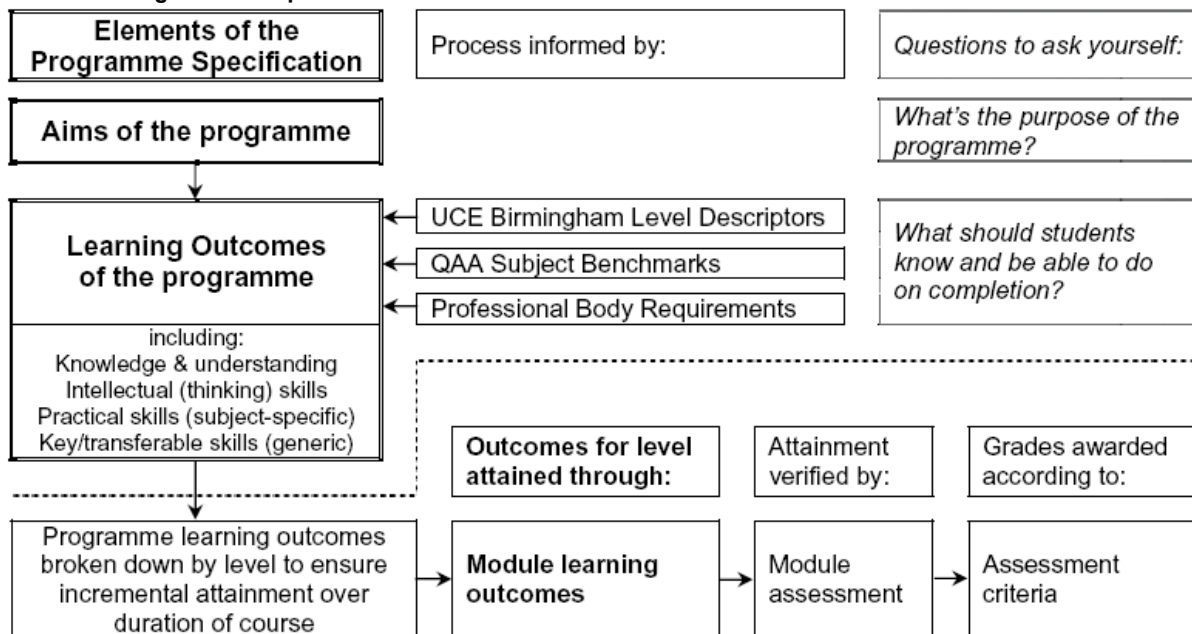 Elements of the
Programme Specification
Process informed by:
Questions to ask yourself:
Aims of the programme
What's the purpose of the
programme?
Learning Outcomes
of the programme
UCE Birmingham Level Descriptors
QAA Subject Benchmarks
Professional Body Requirements
What should students
know and be able to do
on completion?
including:
Knowledge & understanding
Intellectual (thinking) skills
Practical skills (subject-specific)
Key/transferable skills (generic)
Outcomes for level
attained through:
Attainment
verified by:
Grades awarded
according to:
Programme learning outcomes
broken down by level to ensure
incremental attainment over
duration of course
Module learning
outcomes
Module
assessment
Assessment
criteria